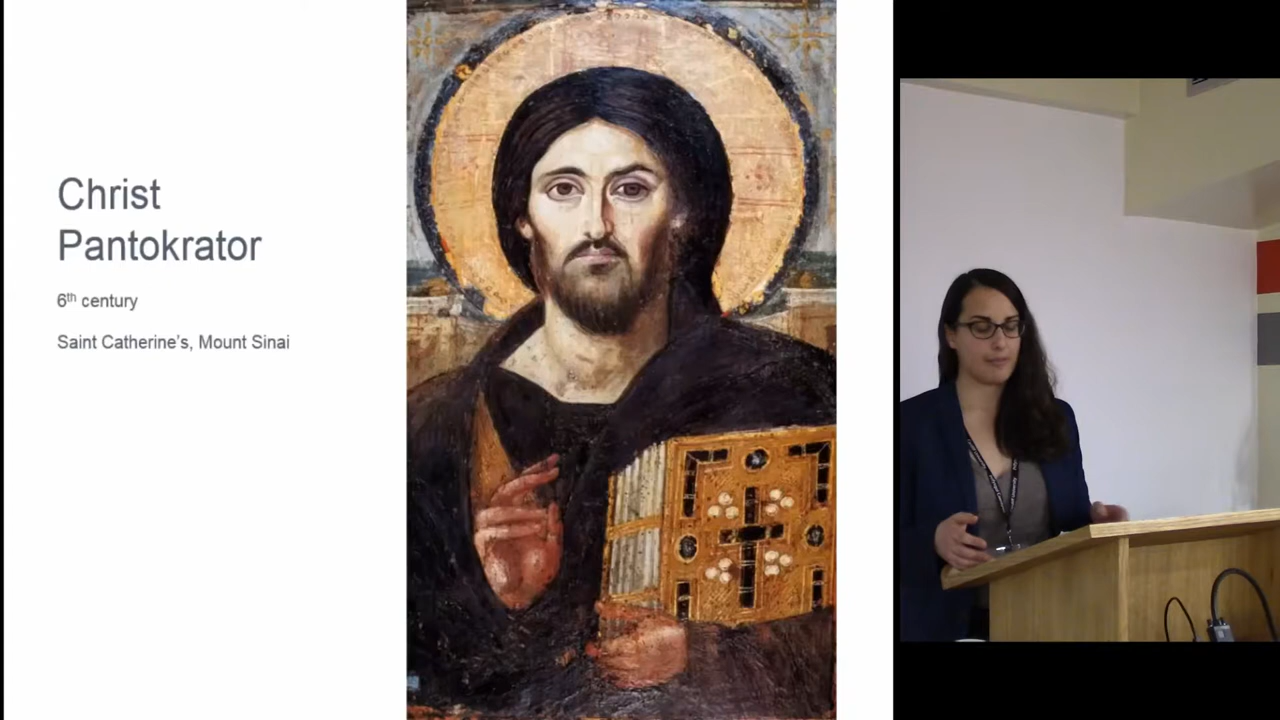 Christ
Pantokrator
6th century
Saint Catherine's, Mount Sinai